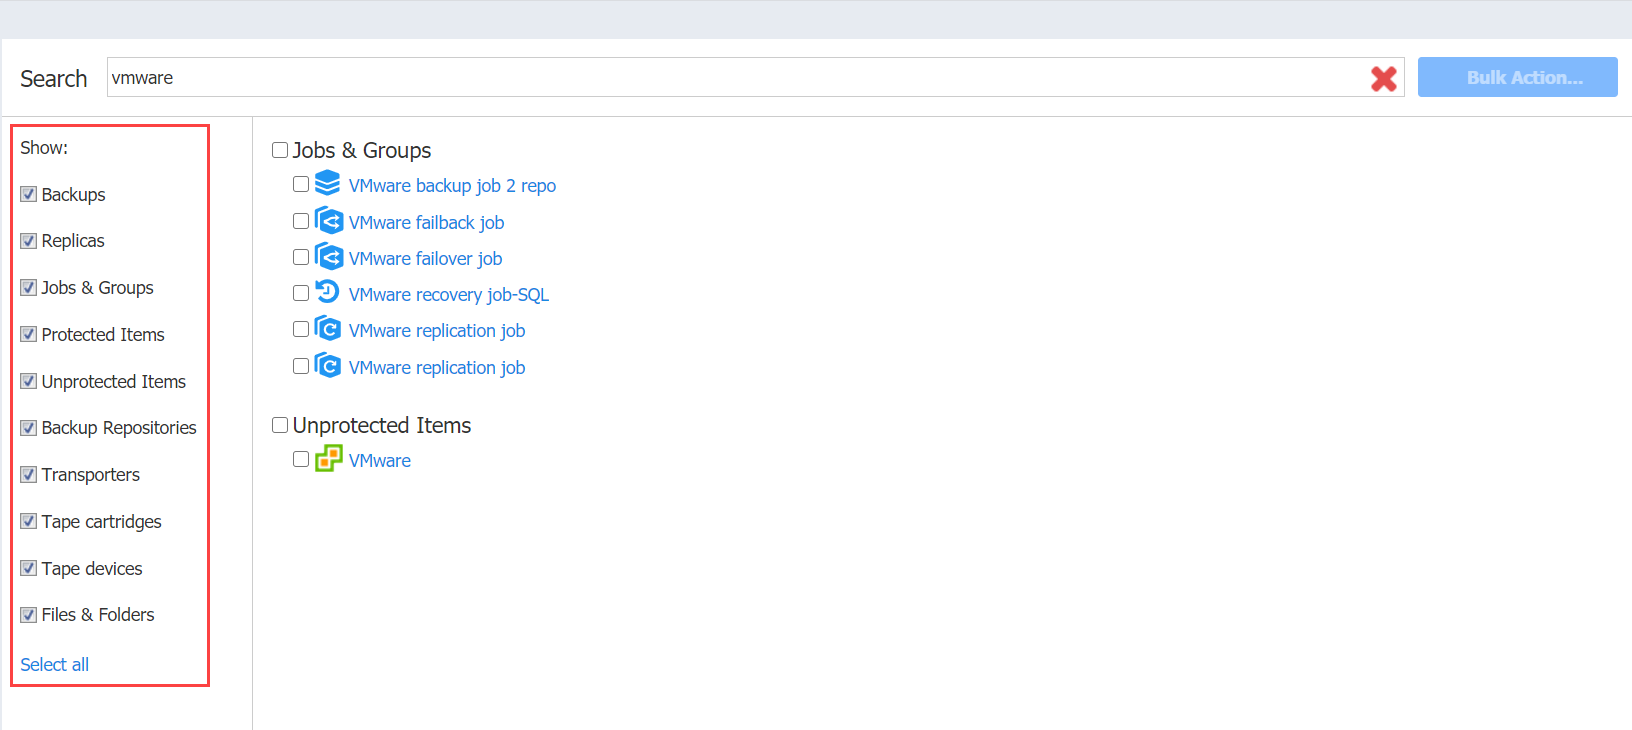 Search
vmware
Bulk Action...
Show:
Backups
Replicas
Jobs & Groups
Protected Items
Unprotected Items
Backup Repositories
Transporters
Tape cartridges
Tape devices
Files & Folders
Select all
Jobs & Groups
VMware backup job 2 repo
VMware failback job
VMware failover job
VMware recovery job-SQL
VMware replication job
VMware replication job
Unprotected Items
VMware